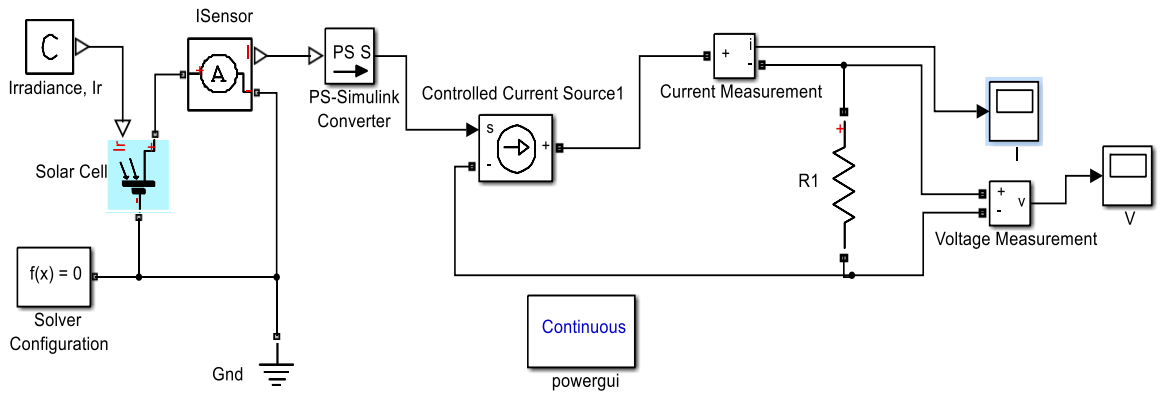 ISensor
C
Irradiance, Ir
I
+
A
-
PS S
PS-Simulink
Converter
Controlled Current Source1
s
-
+
+
i
-
Current Measurement
Ir
+
-
Solar Cell
+
R1
I
+
-
v
Voltage Measurement
V
f(x) = 0
Solver
Configuration
Gnd
Continuous
powergui